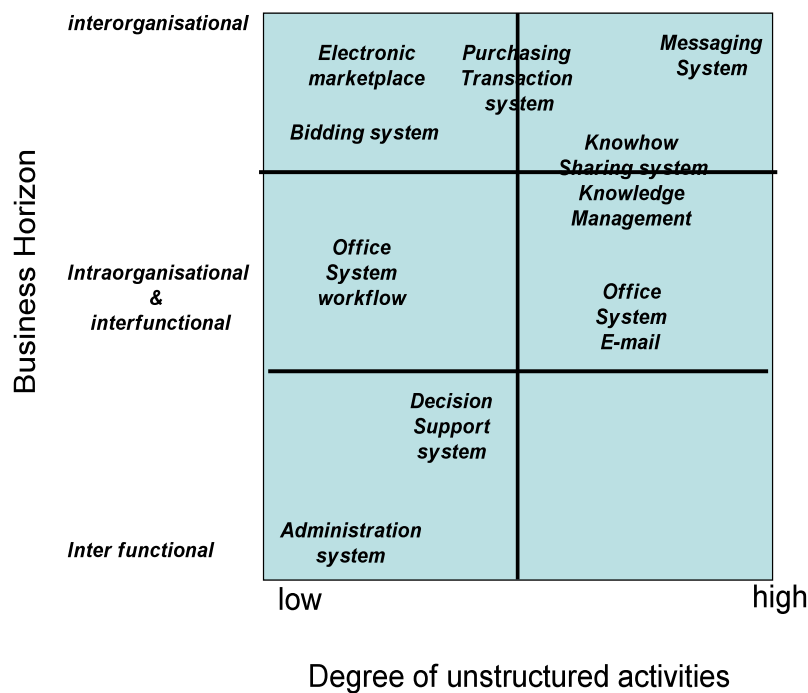 interorganisational
Electronic
marketplace
Purchasing
Transaction
system
Messaging
System
Bidding system
Knowhow
Sharing system
Knowledge
Management
Business Horizon
Intraorganisational
&
interfunctional
Office
System
workflow
Office
System
E-mail
Decision
Support
system
Inter functional
Administration
system
low
high
Degree of unstructured activities